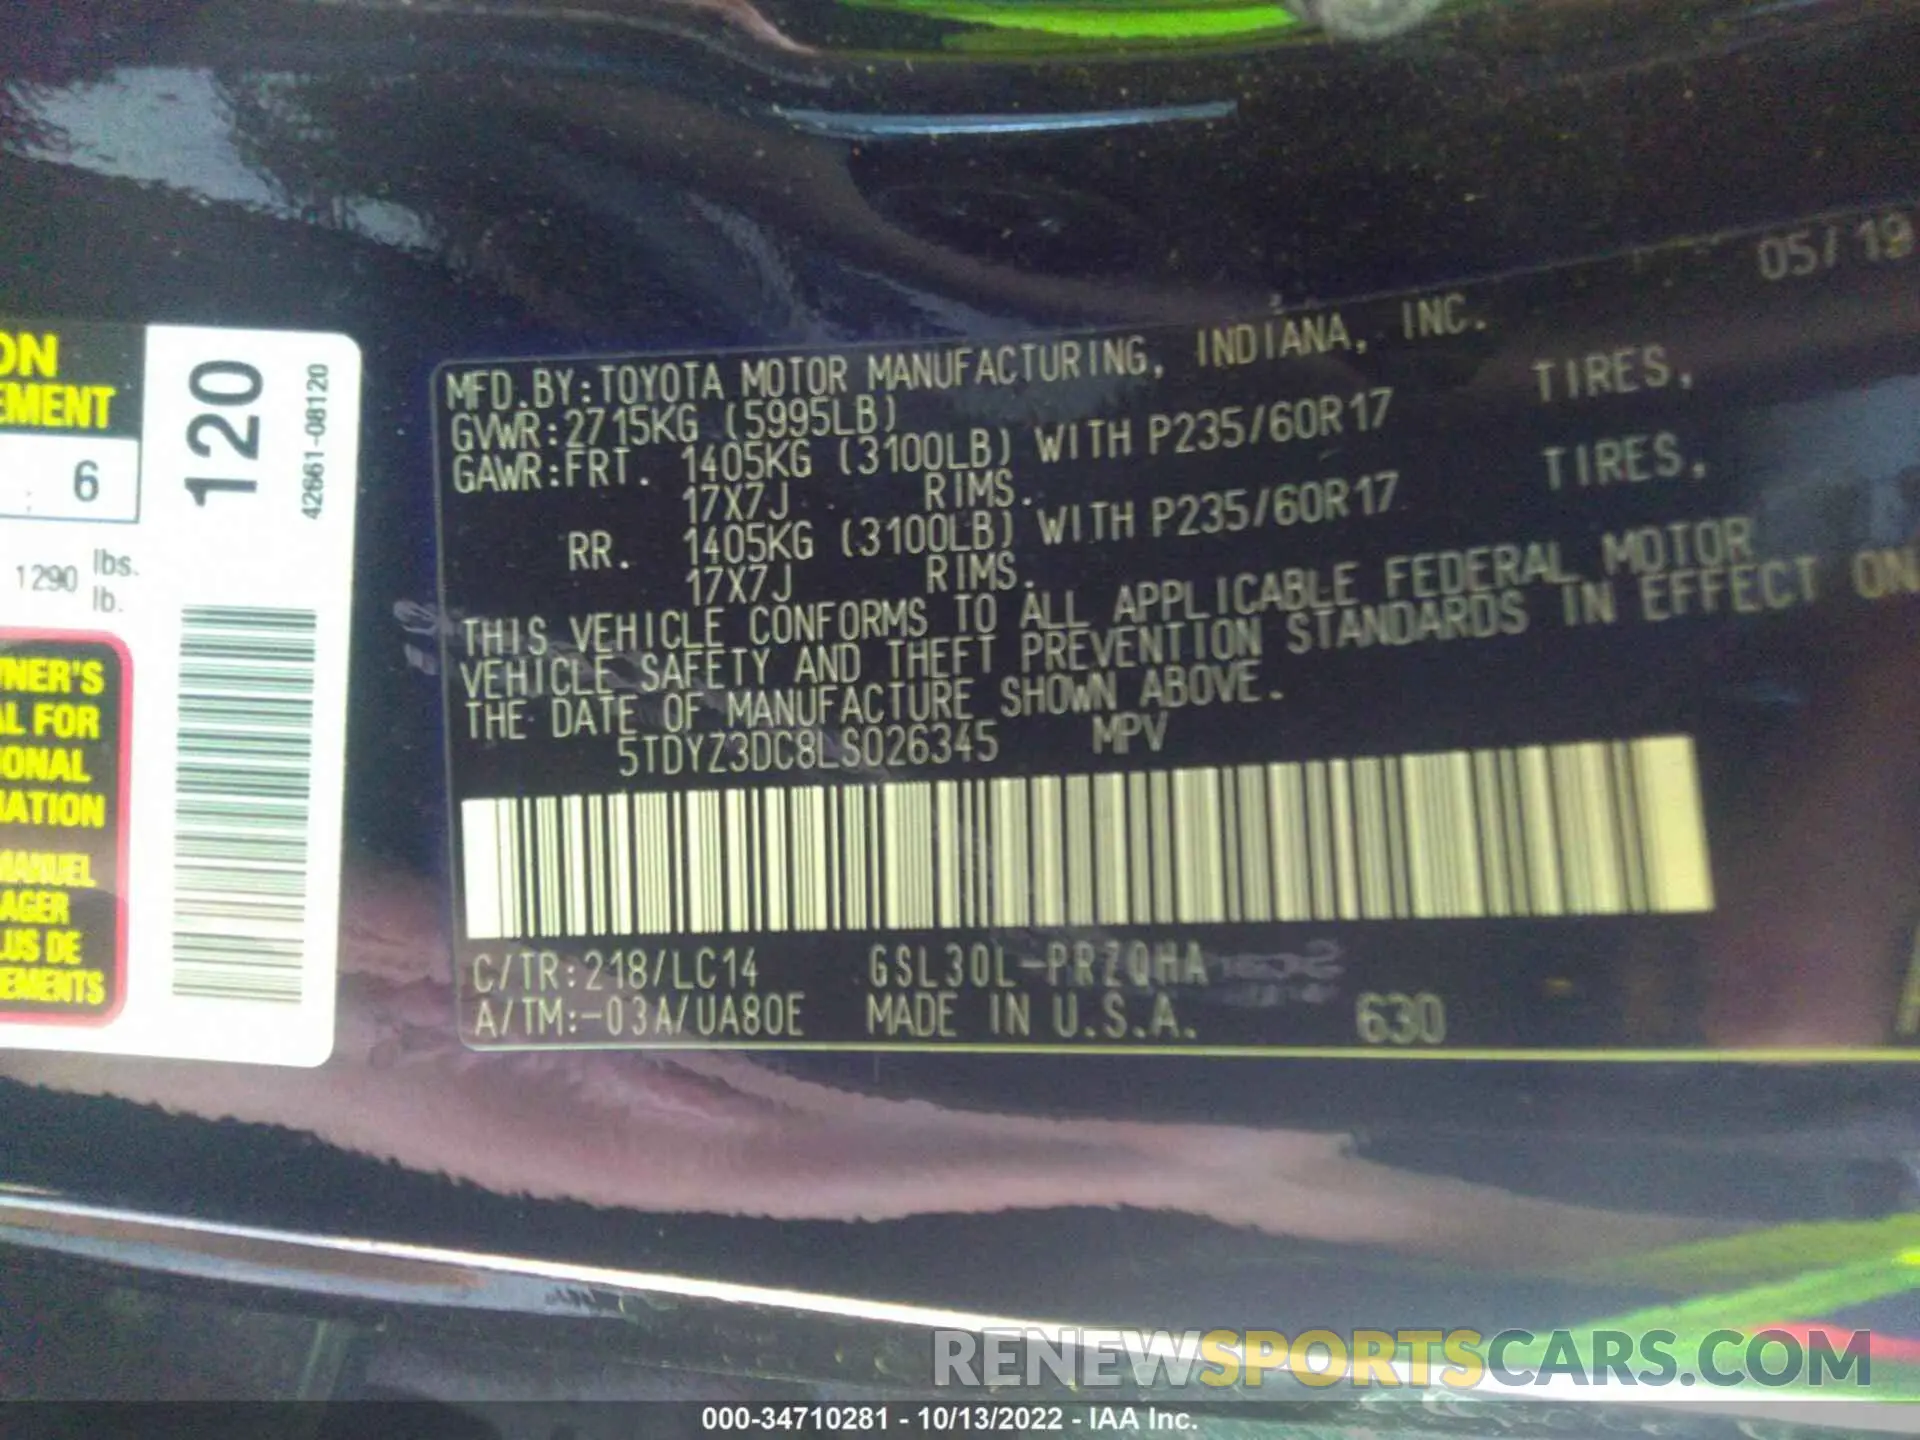 ON
EMENT
6
1290 lbs.
lb.
NER'S
AL FOR
IONAL
MATION
MANUEL
AGER
LUS DE
EMENTS
120
42661-08120
05/19
MFD.BY:TOYOTA MOTOR MANUFACTURING, INDIANA, INC.
GVWR:2715KG (5995LB)
GAWR:FRT. 1405KG (3100LB) WITH P235/60R17 TIRES,
17X7J RIMS.
RR. 1405KG (3100LB) WITH P235/60R17 TIRES,
17X7J RIMS.
THIS VEHICLE CONFORMS TO ALL APPLICABLE FEDERAL MOTOR
VEHICLE SAFETY AND THEFT PREVENTION STANDARDS IN EFFECT ON
THE DATE OF MANUFACTURE SHOWN ABOVE.
5TDYZ3DC8LS026345 MPV
C/TR:218/LC14 GSL30L-PRZQHA
A/TM:-03A/UA80E MADE IN U.S.A. 630
RENEWSPORTSCARS.COM
000-34710281 - 10/13/2022 - IAA Inc.